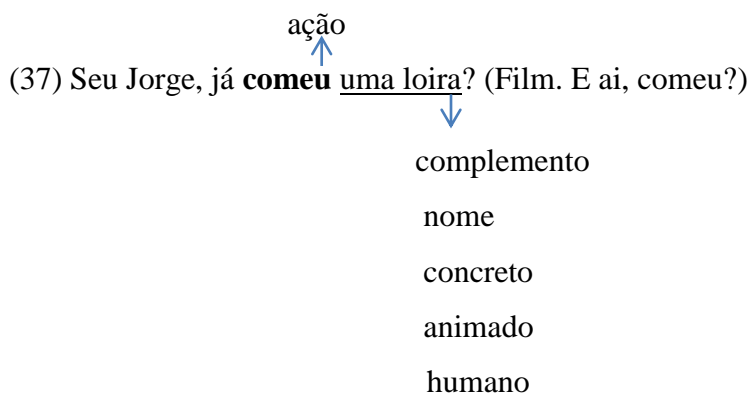 ação
(37) Seu Jorge, já comeu uma loira? (Film. E ai, comeu?)
complemento
nome
concreto
animado
humano